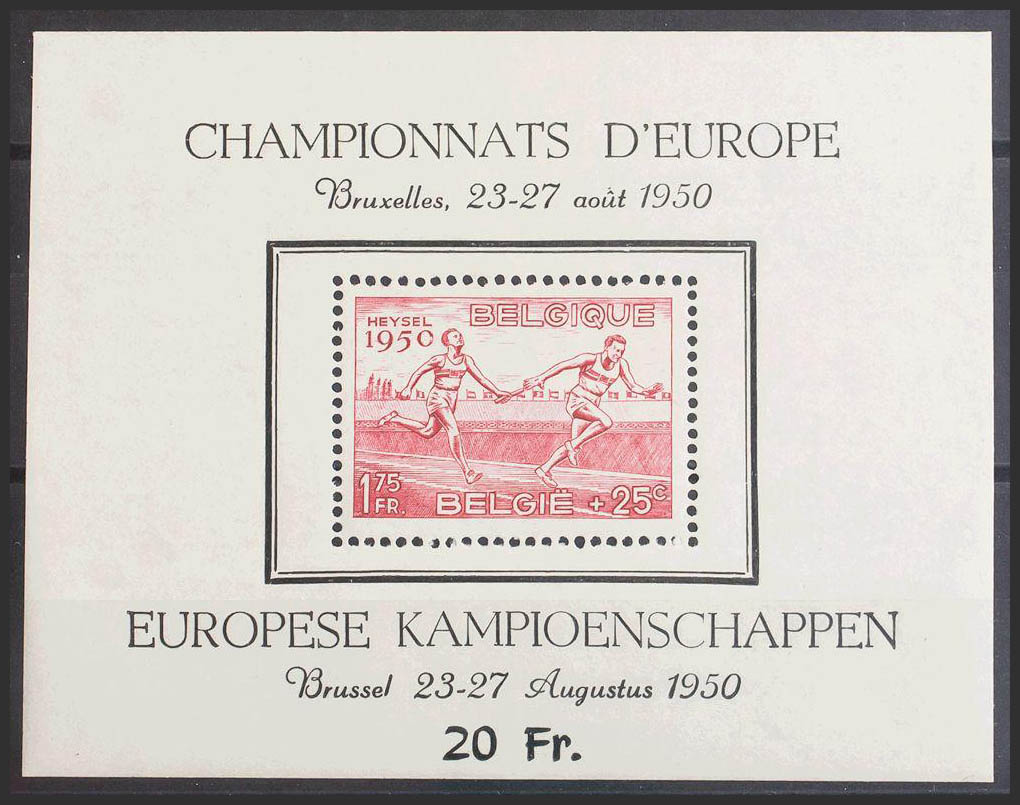 CHAMPIONNATS D'EUROPE
Bruxelles, 23-27 août 1950
HEYSEL BELGIQUE
1950
1 75 FR. BELGIË + 25 C
EUROPESE KAMPIOENSCHAPPEN
Brussel 23-27 Augustus 1950
20 Fr.